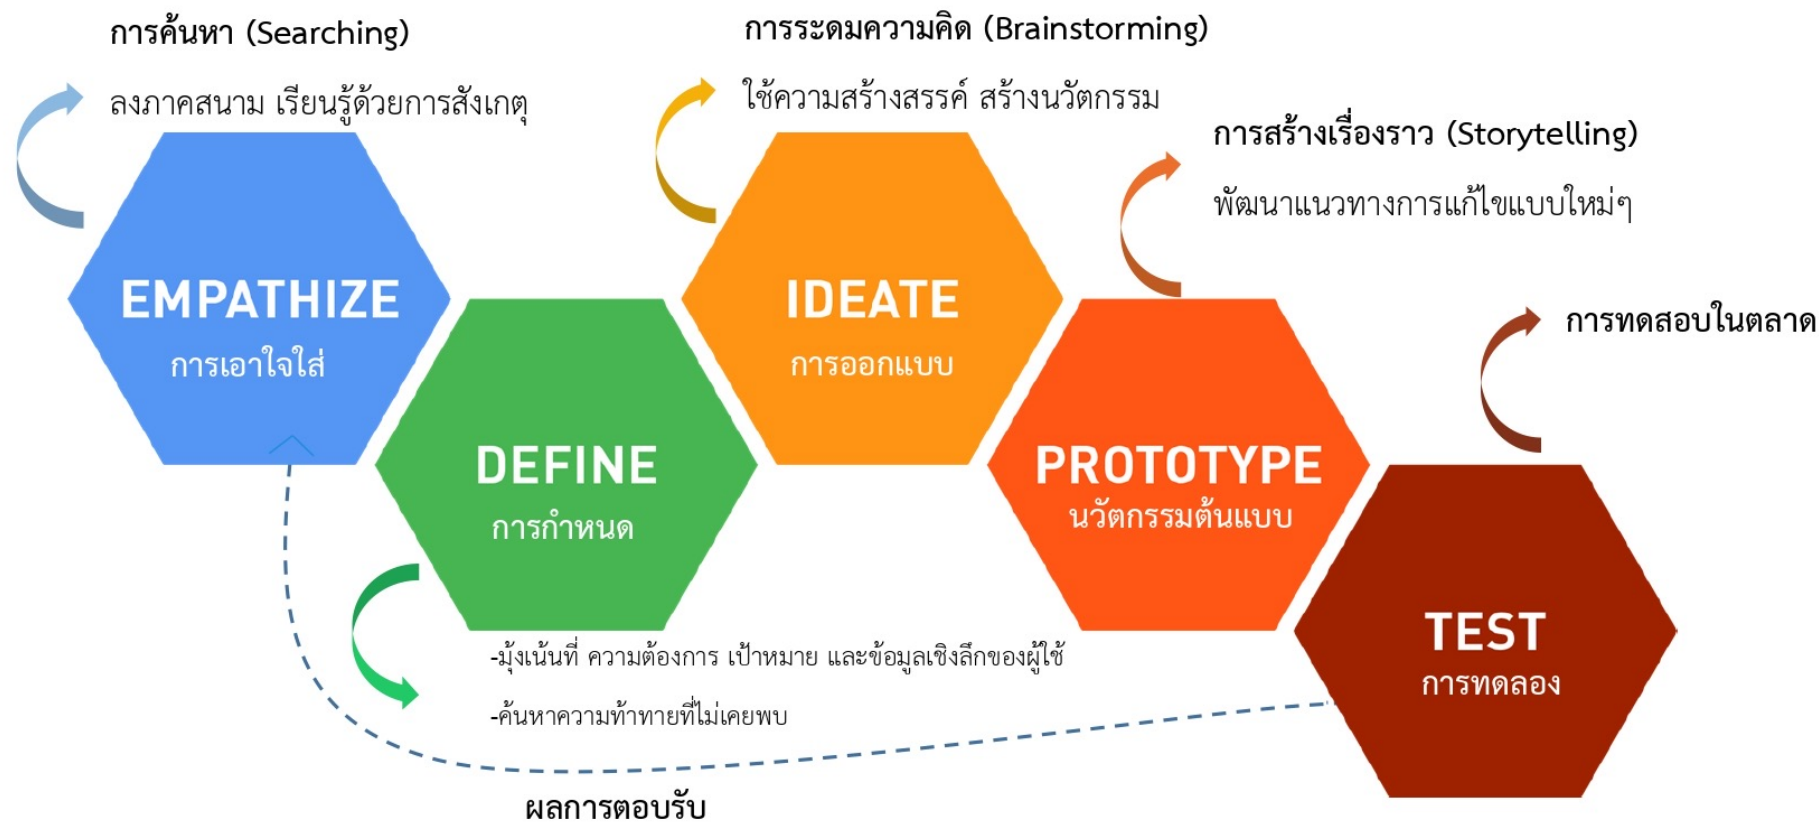 การค้นหา (Searching)
ลงภาคสนาม เรียนรู้ด้วยการสังเกตุ
EMPATHIZE
การเอาใจใส่
DEFINE
การกำหนด
-มุ้งเน้นที่ ความต้องการ เป้าหมาย และข้อมูลเชิงลึกของผู้ใช้
-ค้นหาความท้าทายที่ไม่เคยพบ
การระดมความคิด (Brainstorming)
ใช้ความสร้างสรรค์ สร้างนวัตกรรม
IDEATE
การออกแบบ
การสร้างเรื่องราว (Storytelling)
พัฒนาแนวทางการแก้ไขแบบใหม่ๆ
PROTOTYPE
นวัตกรรมต้นแบบ
การทดสอบในตลาด
TEST
การทดลอง
ผลการตอบรับ